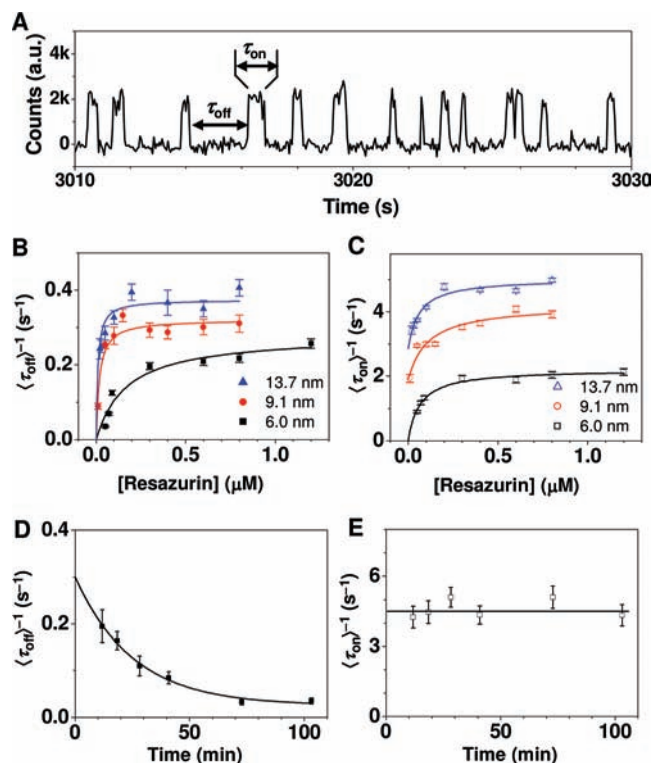 A
Counts (a.u.)
4k
2k
0
τon
τoff
3010
3020
3030
Time (s)
B
⟨τoff⟩⁻¹ (s⁻¹)
0.4
0.2
0.0
13.7 nm
9.1 nm
6.0 nm
0.0
0.5
1.0
[Resazurin] (μM)
C
⟨τon⟩⁻¹ (s⁻¹)
4
2
0
13.7 nm
9.1 nm
6.0 nm
0.0
0.5
1.0
[Resazurin] (μM)
D
⟨τoff⟩⁻¹ (s⁻¹)
0.4
0.2
0.0
0
50
100
Time (min)
E
⟨τon⟩⁻¹ (s⁻¹)
6
3
0
0
50
100
Time (min)